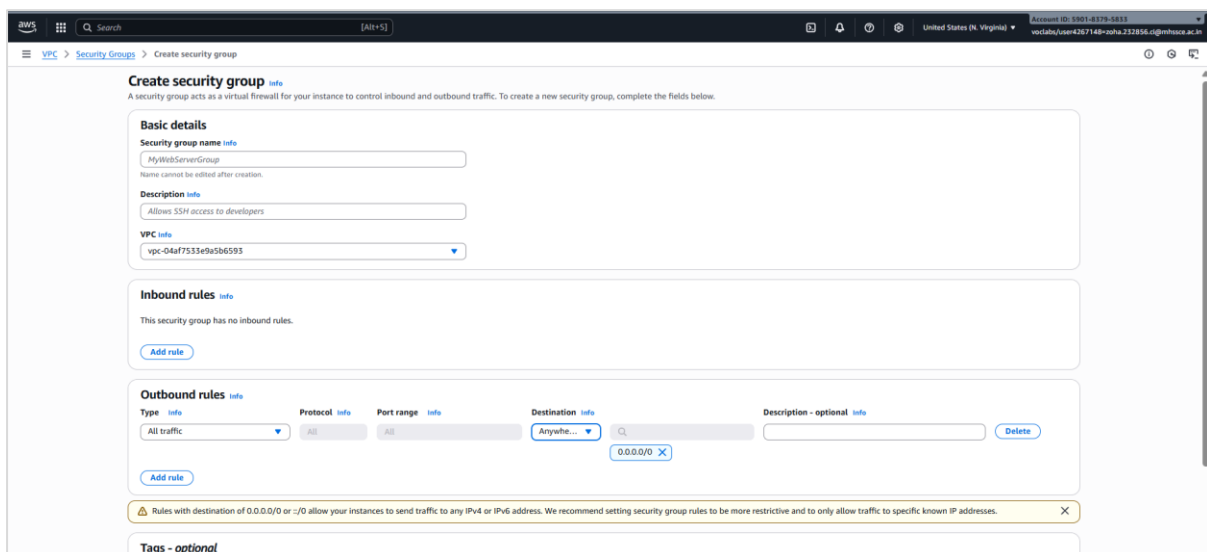 aws
Search [Alt+S] United States (N. Virginia) Account ID: 5901-8379-5833
voclabs/user4267148=zoha.232856.ci@mhssce.ac.in
VPC > Security Groups > Create security group
Create security group Info
A security group acts as a virtual firewall for your instance to control inbound and outbound traffic. To create a new security group, complete the fields below.
Basic details
Security group name Info
MyWebServerGroup
Name cannot be edited after creation.
Description Info
Allows SSH access to developers
VPC Info
vpc-04af7533e9a5b6593
Inbound rules Info
This security group has no inbound rules.
Add rule
Outbound rules Info
Type Info Protocol Info Port range Info Destination Info Description - optional Info
All traffic All All Anywhe... Delete
0.0.0.0/0
Add rule
Rules with destination of 0.0.0.0/0 or ::/0 allow your instances to send traffic to any IPv4 or IPv6 address. We recommend setting security group rules to be more restrictive and to only allow traffic to specific known IP addresses.
Tags - optional